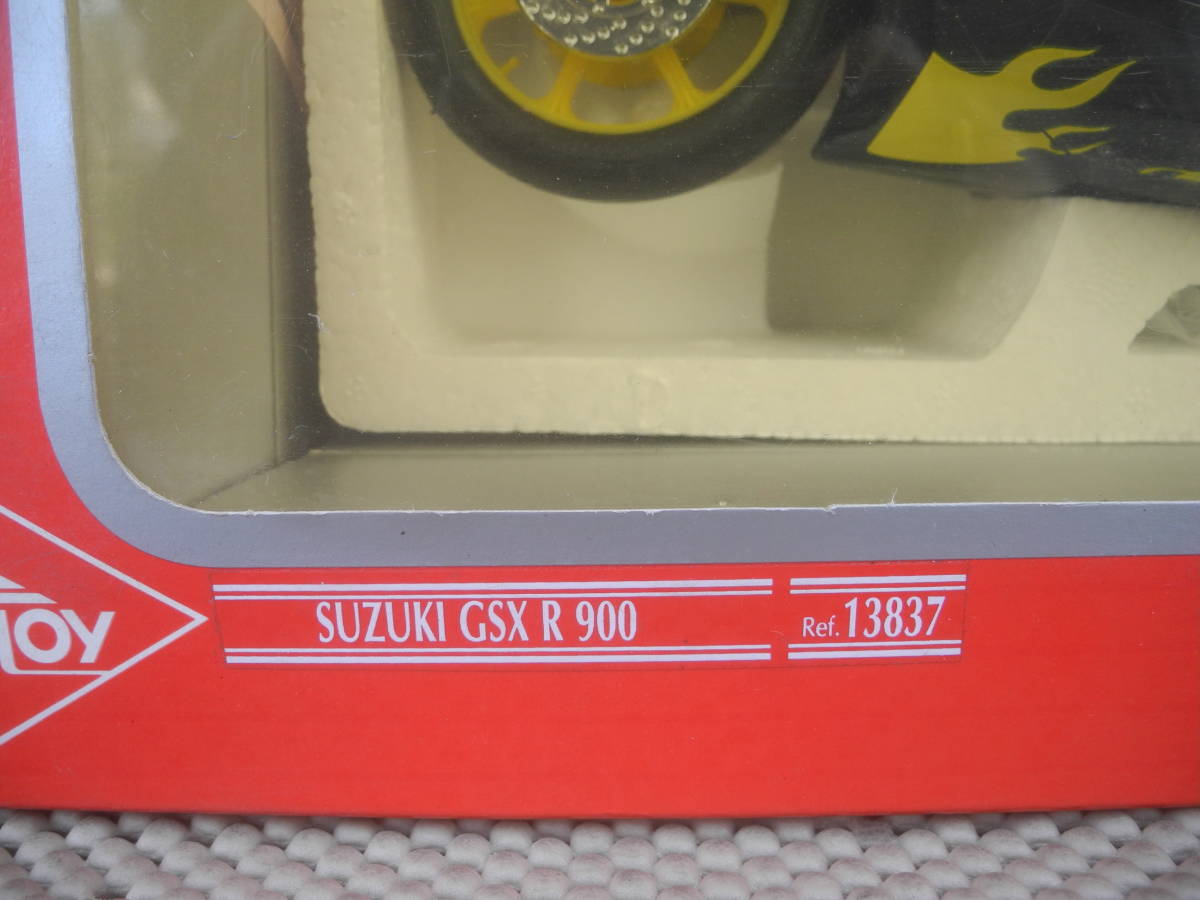 SUZUKI GSX R 900
Ref. 13837